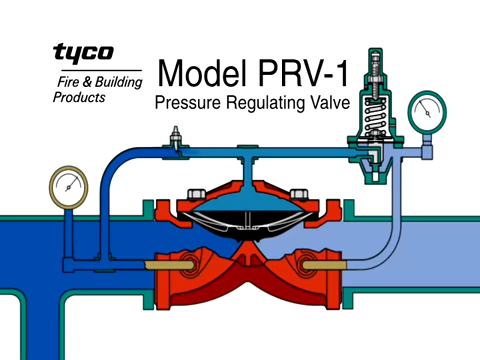 tyco
Fire & Building
Products
Model PRV-1
Pressure Regulating Valve